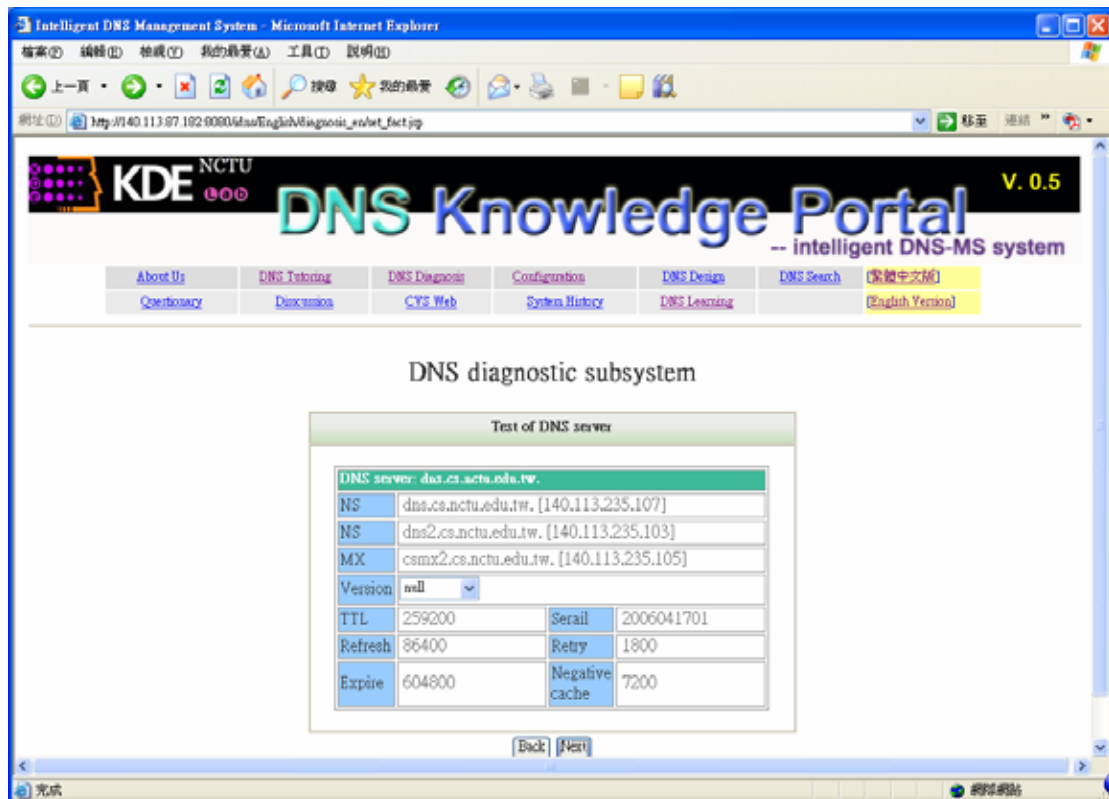 Intelligent DNS Management System - Microsoft Internet Explorer
檔案(F) 編輯(E) 檢視(V) 我的最愛(A) 工具(T) 說明(H)
上一頁 搜尋 我的最愛
網址(D) http://140.113.87.182:8080/idns/English/diagnosis_en/set_fact.jsp 移至 連結 »
KDE NCTU Lab
DNS Knowledge Portal V. 0.5
-- intelligent DNS-MS system
About Us DNS Tutoring DNS Diagnosis Configuration DNS Design DNS Search [繁體中文版]
Questionary Disscussion CYS Web System History DNS Learning [English Version]
DNS diagnostic subsystem
Test of DNS server
DNS server: dns.cs.nctu.edu.tw.
NS dns.cs.nctu.edu.tw. [140.113.235.107]
NS dns2.cs.nctu.edu.tw. [140.113.235.103]
MX csmx2.cs.nctu.edu.tw. [140.113.235.105]
Version null
TTL 259200 Serail 2006041701
Refresh 86400 Retry 1800
Expire 604800 Negative cache 7200
Back Next
完成 網際網路